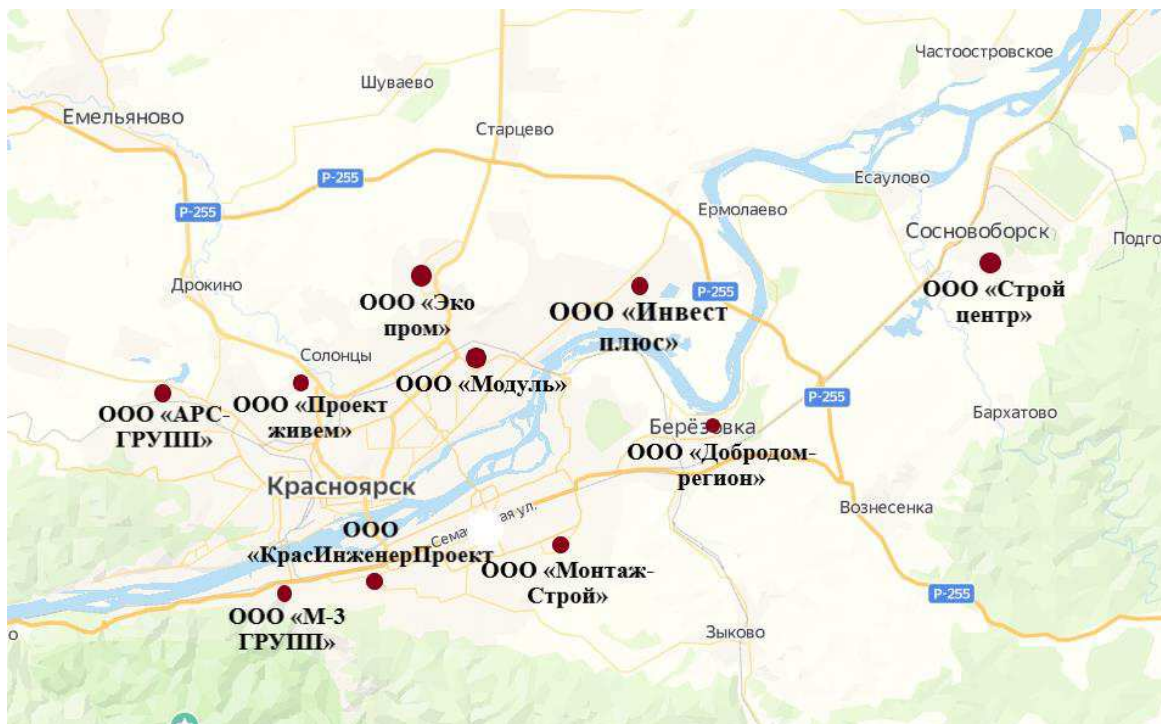 Частоостровское
Шуваево
Емельяново
Старцево
Р-255
Есаулово
Р-255
Ермолаево
Сосновоборск
Подго
Дрокино
Р-255
ООО «Эко
пром»
ООО «Инвест
плюс»
ООО «Строй
центр»
Солонцы
ООО «Модуль»
ООО «АРС-
ГРУПП»
ООО «Проект
живем»
Р-255
Бархатово
Берёзовка
ООО «Добродом-
регион»
Красноярск
Вознесенка
ООО
«КрасИнженерПроект
Сема
ая ул.
ООО «Монтаж-
Строй»
Р-255
ООО «М-3
ГРУПП»
Зыково
о